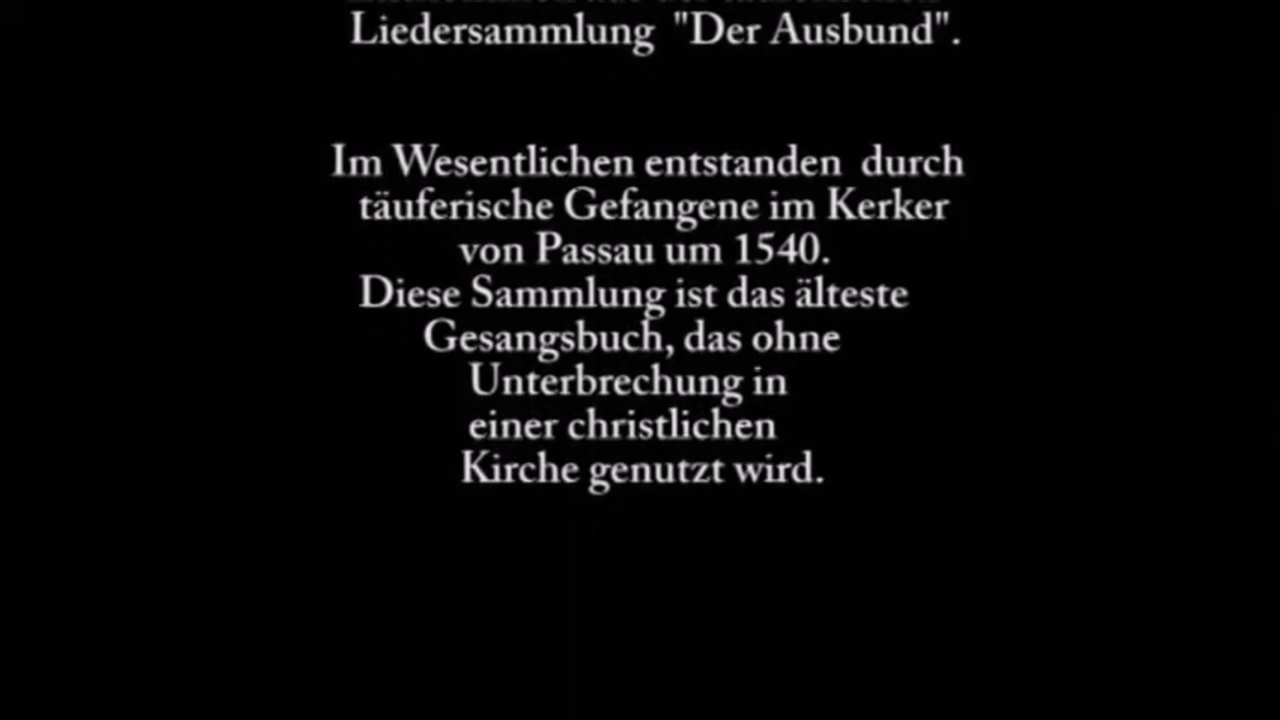 Liedersammlung "Der Ausbund".
Im Wesentlichen entstanden durch
täuferische Gefangene im Kerker
von Passau um 1540.
Diese Sammlung ist das älteste
Gesangsbuch, das ohne
Unterbrechung in
einer christlichen
Kirche genutzt wird.